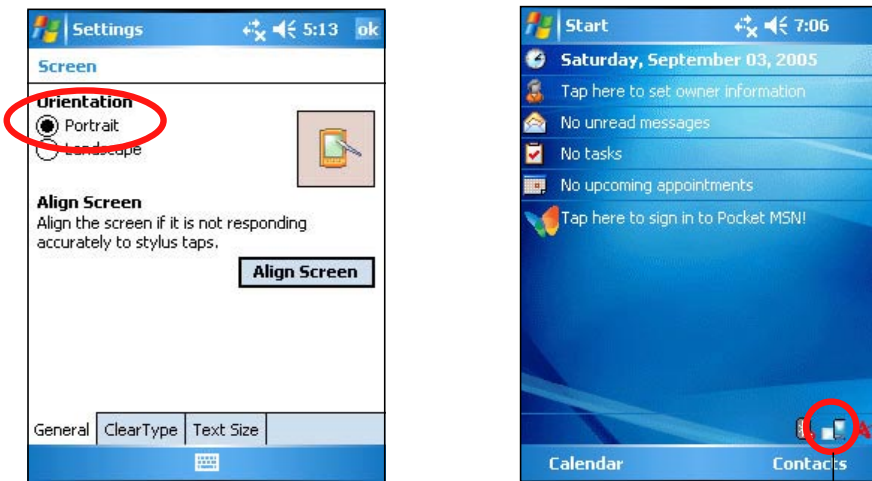 Settings 5:13 ok
Screen
Orientation
Portrait
Landscape
Align Screen
Align the screen if it is not responding
accurately to stylus taps.
Align Screen
General ClearType Text Size
Start 7:06
Saturday, September 03, 2005
Tap here to set owner information
No unread messages
No tasks
No upcoming appointments
Tap here to sign in to Pocket MSN!
Calendar Contacts